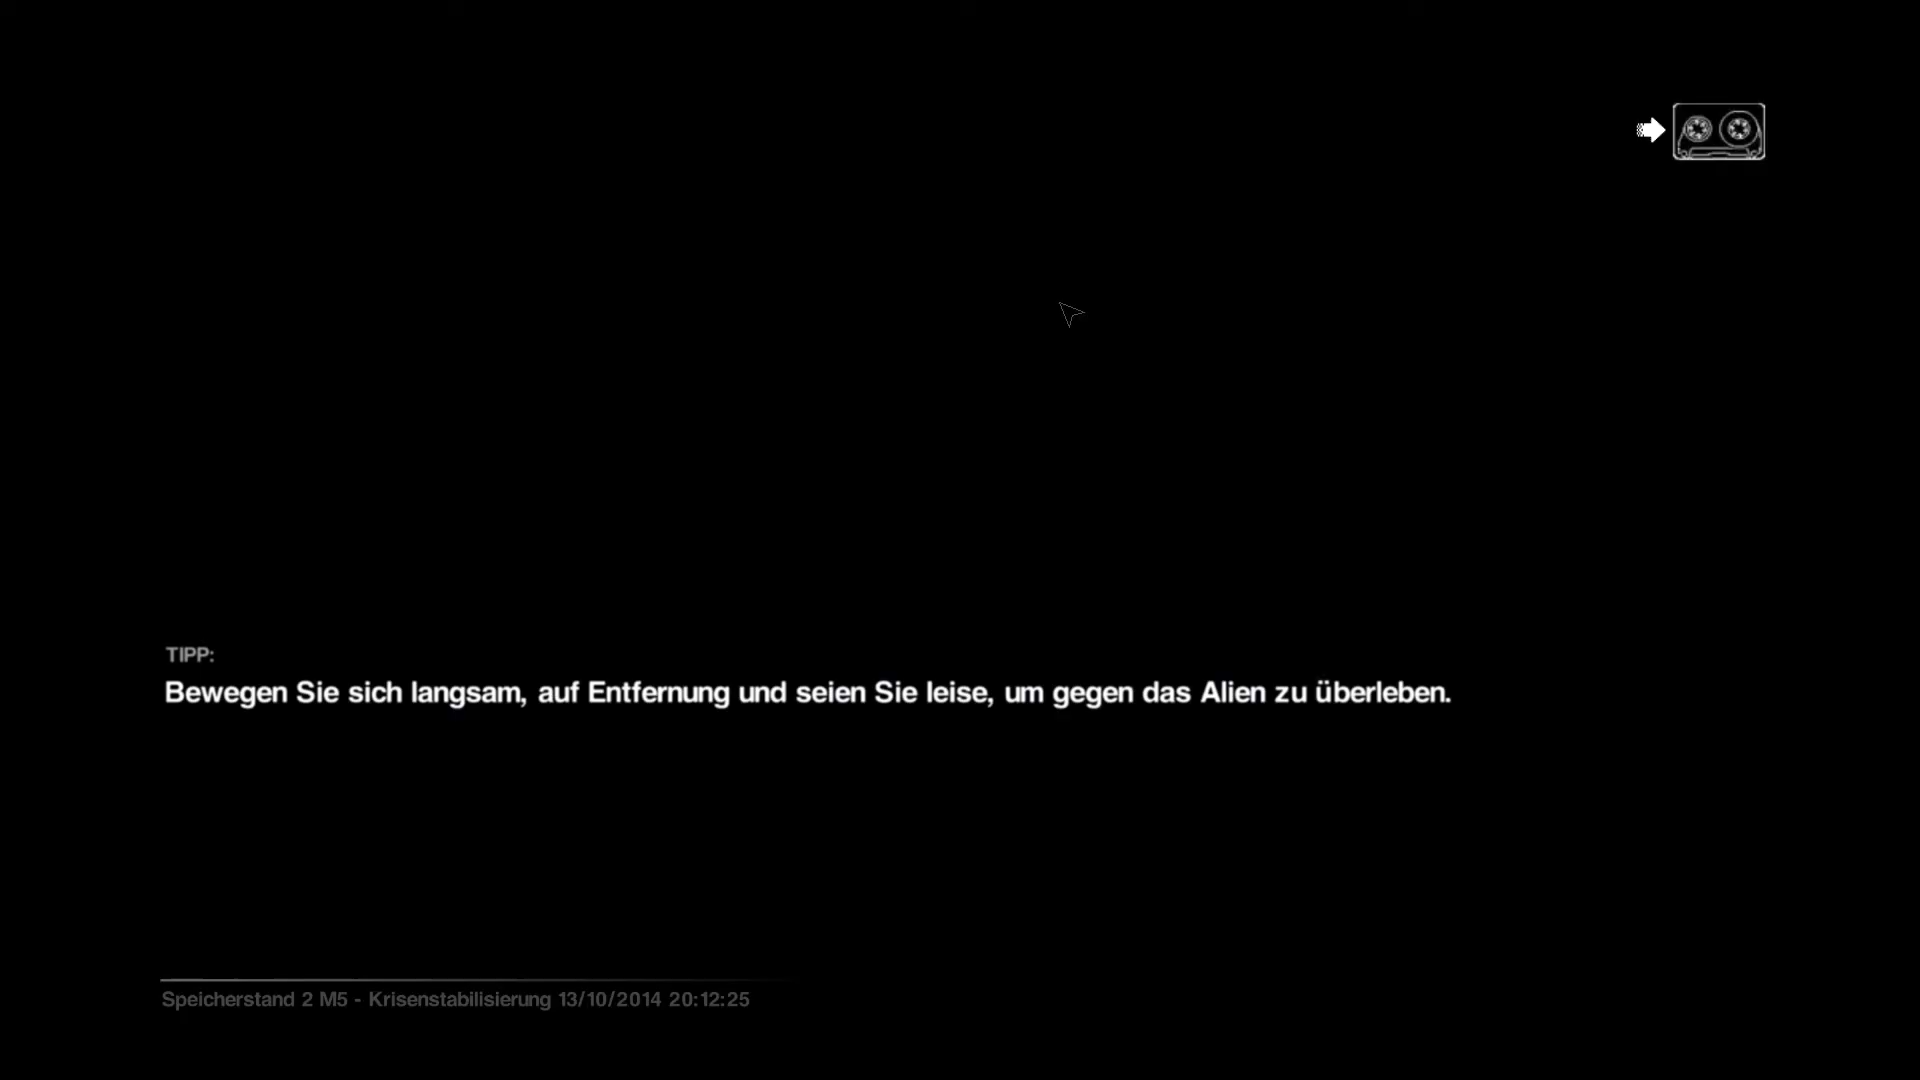 TIPP:
Bewegen Sie sich langsam, auf Entfernung und seien Sie leise, um gegen das Alien zu überleben.
Speicherstand 2 M5 - Krisenstabilisierung 13/10/2014 20:12:25